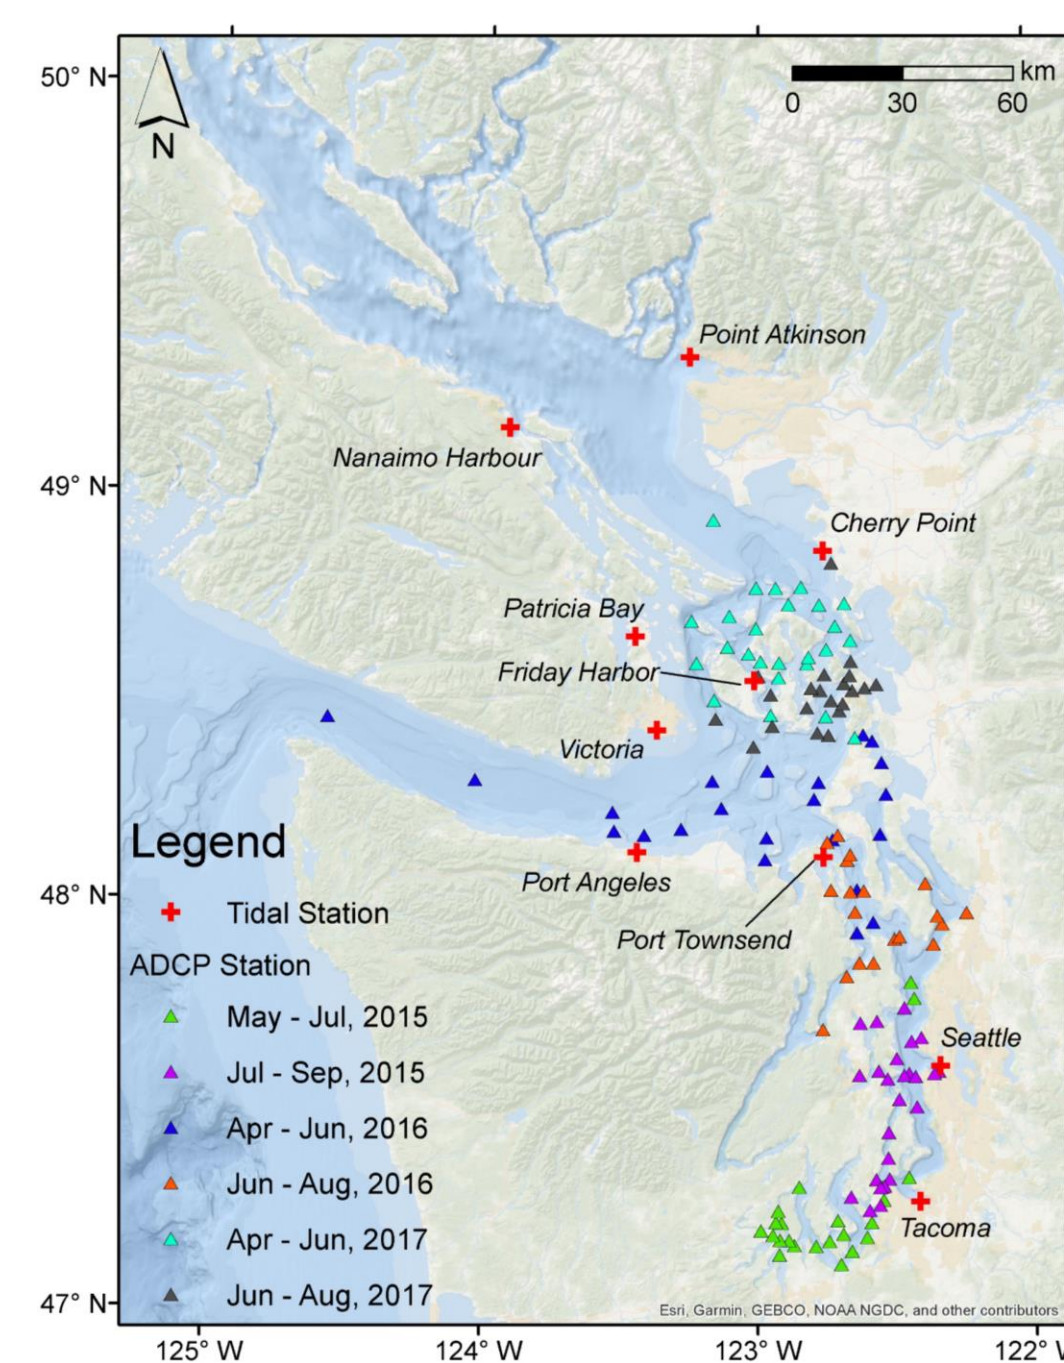 50° N
km
0 30 60
N
Point Atkinson
Nanaimo Harbour
49° N
Cherry Point
Patricia Bay
Friday Harbor
Victoria
Legend
Port Angeles
48° N
Tidal Station
Port Townsend
ADCP Station
May - Jul, 2015
Seattle
Jul - Sep, 2015
Apr - Jun, 2016
Jun - Aug, 2016
Tacoma
Apr - Jun, 2017
Jun - Aug, 2017
47° N
Esri, Garmin, GEBCO, NOAA NGDC, and other contributors
125° W 124° W 123° W 122° W